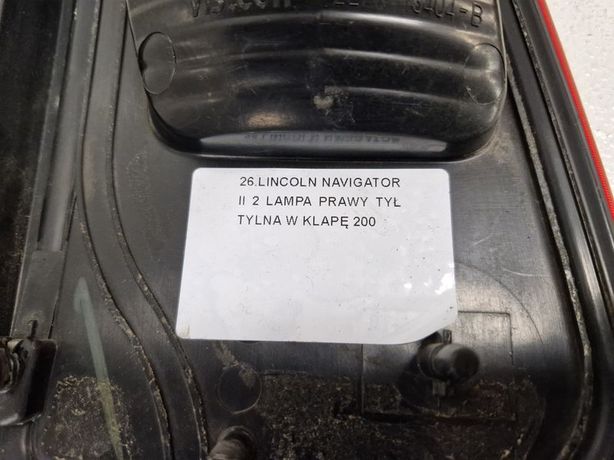 26.LINCOLN NAVIGATOR
II 2 LAMPA PRAWY TYŁ
TYLNA W KLAPĘ 200